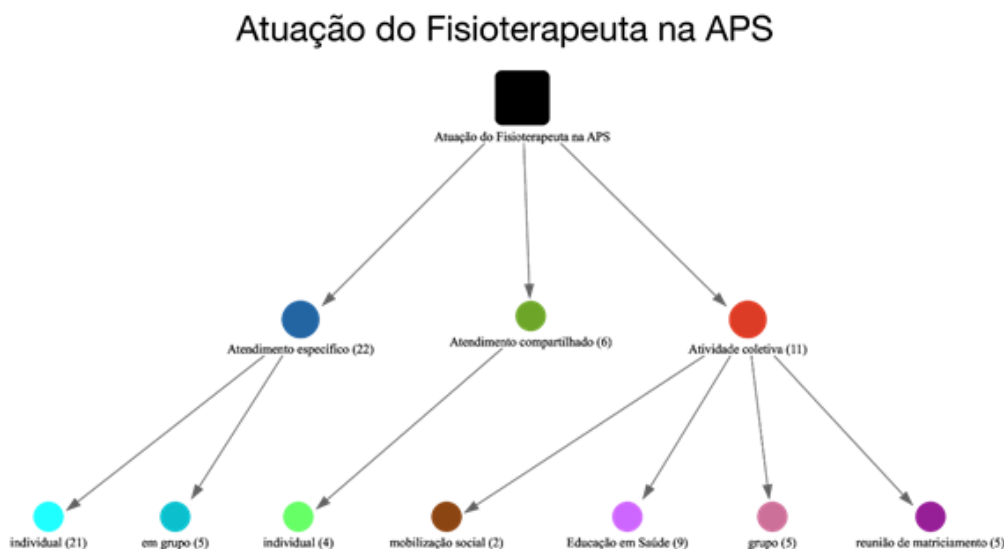 Atuação do Fisioterapeuta na APS
Atuação do Fisioterapeuta na APS
Atendimento específico (22)
Atendimento compartilhado (6)
Atividade coletiva (11)
individual (21)
em grupo (5)
individual (4)
mobilização social (2)
Educação em Saúde (9)
grupo (5)
reunião de matriciamento (5)